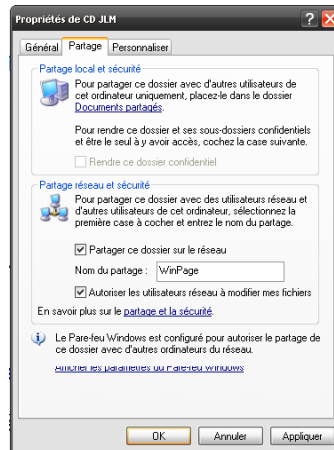 Propriétés de CD JLM
Général Partage Personnaliser
Partage local et sécurité
Pour partager ce dossier avec d'autres utilisateurs de
cet ordinateur uniquement, placez-le dans le dossier
Documents partagés.
Pour rendre ce dossier et ses sous-dossiers confidentiels
et être le seul à y avoir accès, cochez la case suivante.
Rendre ce dossier confidentiel
Partage réseau et sécurité
Pour partager ce dossier avec des utilisateurs réseau et
d'autres utilisateurs de cet ordinateur, sélectionnez la
première case à cocher et entrez le nom du partage.
Partager ce dossier sur le réseau
Nom du partage : WinPage
Autoriser les utilisateurs réseau à modifier mes fichiers
En savoir plus sur le partage et la sécurité.
Le Pare-feu Windows est configuré pour autoriser le partage de
ce dossier avec d'autres ordinateurs du réseau.
Afficher les paramètres du Pare-feu Windows
OK Annuler Appliquer